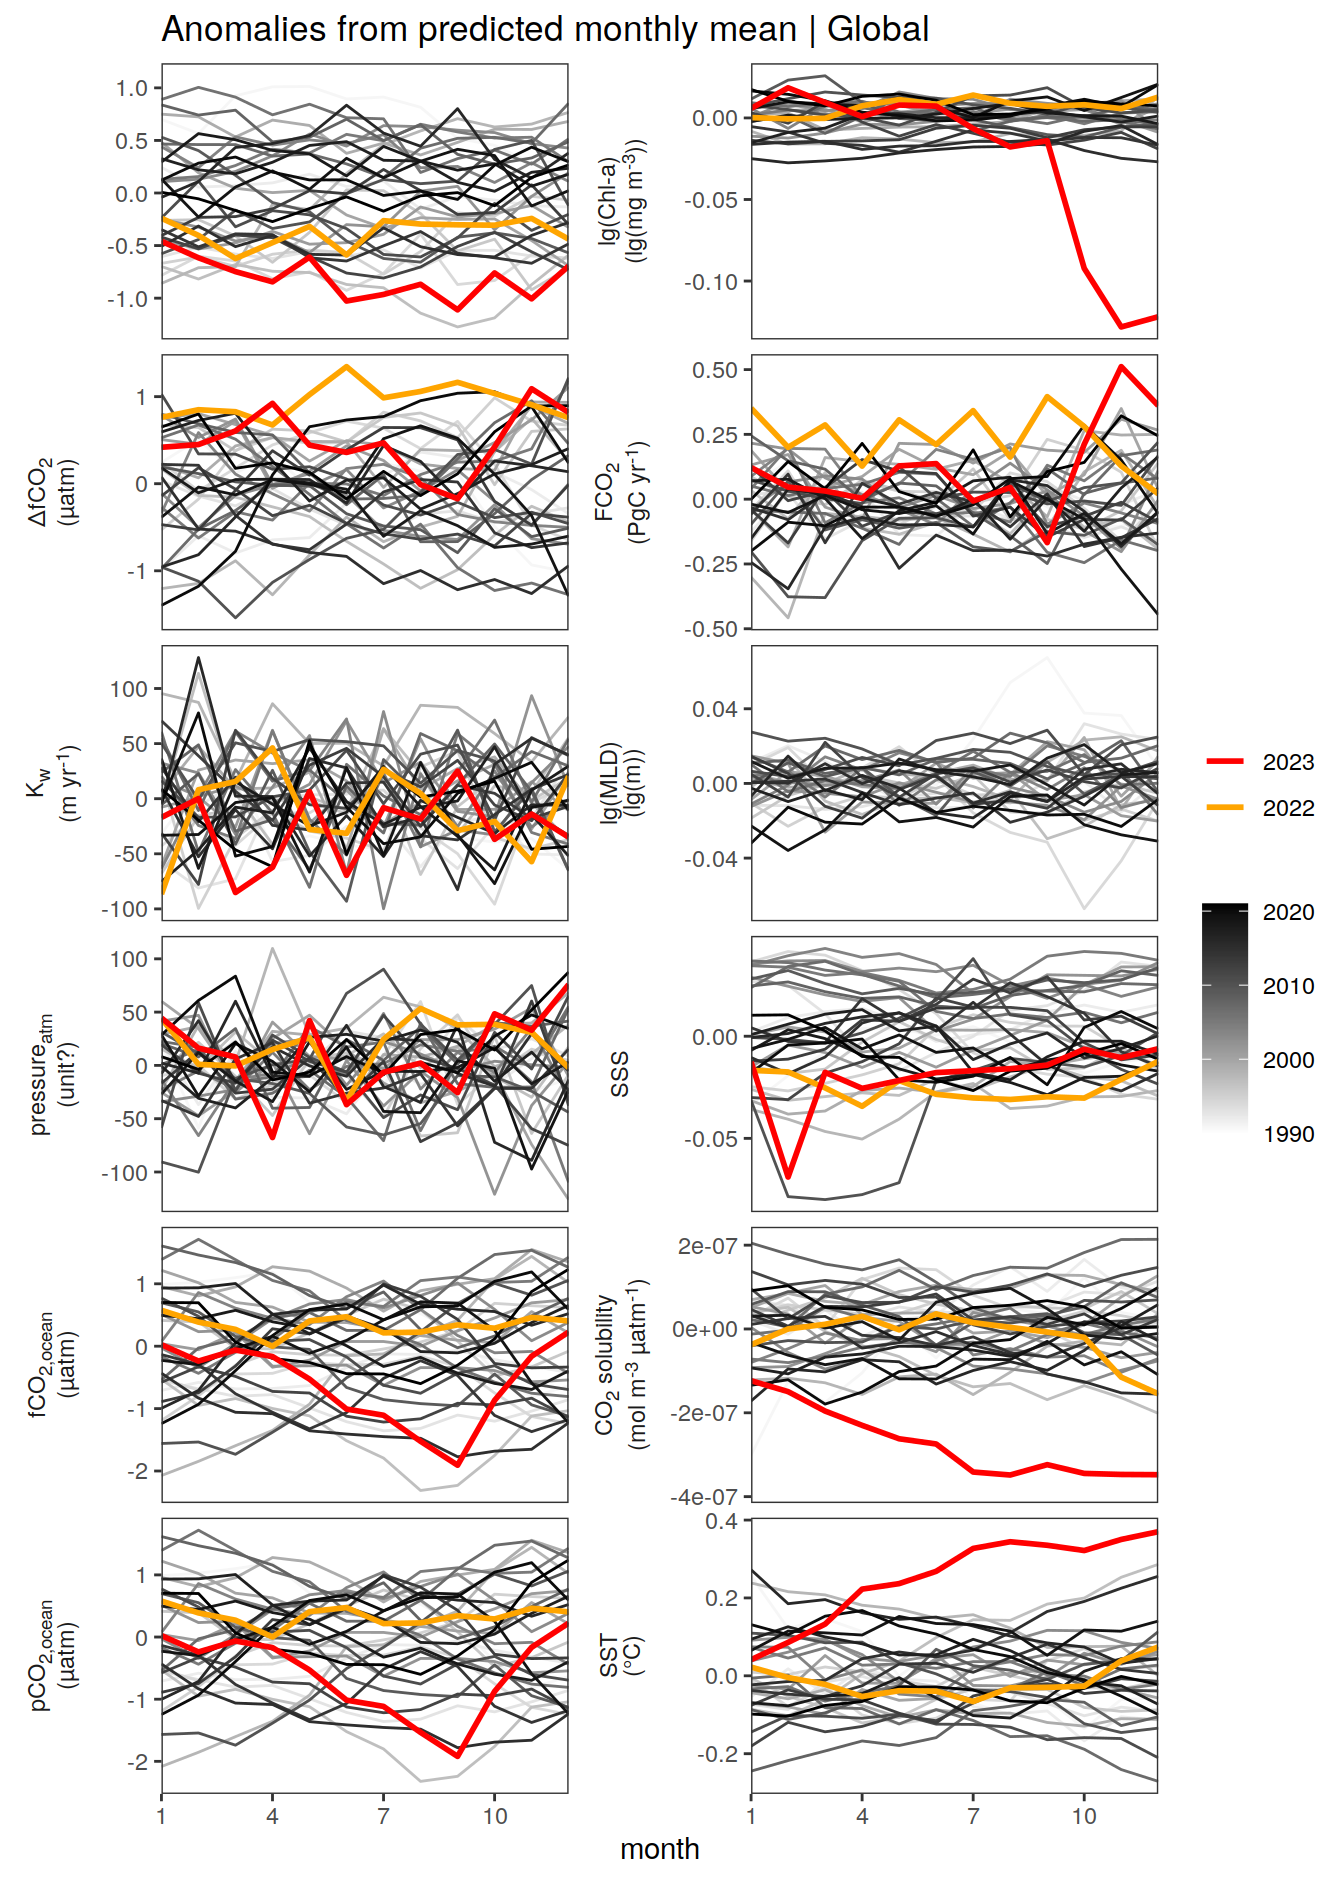 Anomalies from predicted monthly mean | Global
1.0
0.5
0.0
-0.5
-1.0
lg(Chl-a)
(lg(mg m⁻³))
0.00
-0.05
-0.10
ΔfCO₂
(µatm)
1
0
-1
FCO₂
(PgC yr⁻¹)
0.50
0.25
0.00
-0.25
-0.50
K_w
(m yr⁻¹)
100
50
0
-50
-100
lg(MLD)
(lg(m))
0.04
0.00
-0.04
2023
2022
2020
2010
2000
1990
pressure_atm
(unit?)
100
50
0
-50
-100
SSS
0.00
-0.05
fCO₂,ocean
(µatm)
1
0
-1
-2
CO₂ solubility
(mol m⁻³ µatm⁻¹)
2e-07
0e+00
-2e-07
-4e-07
pCO₂,ocean
(µatm)
1
0
-1
-2
SST
(°C)
0.4
0.2
0.0
-0.2
1 4 7 10
1 4 7 10
month